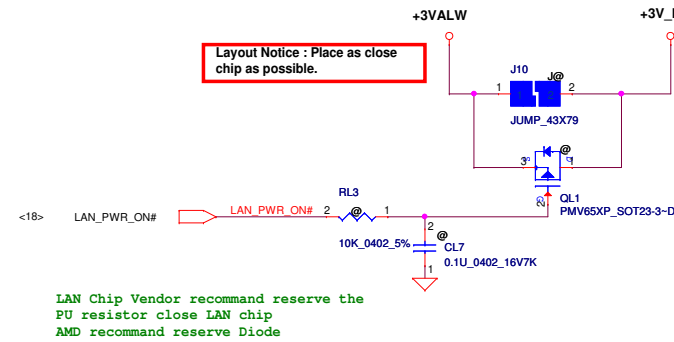 +3VALW
+3V_
Layout Notice : Place as close
chip as possible.
J10
J@
1 1 2 2
JUMP_43X79
@
3 S D 1
G
2
QL1
PMV65XP_SOT23-3~D
RL3
<18> LAN_PWR_ON# LAN_PWR_ON# 2 @ 1
10K_0402_5%
2
@
CL7
0.1U_0402_16V7K
1
LAN Chip Vendor recommand reserve the
PU resistor close LAN chip
AMD recommand reserve Diode